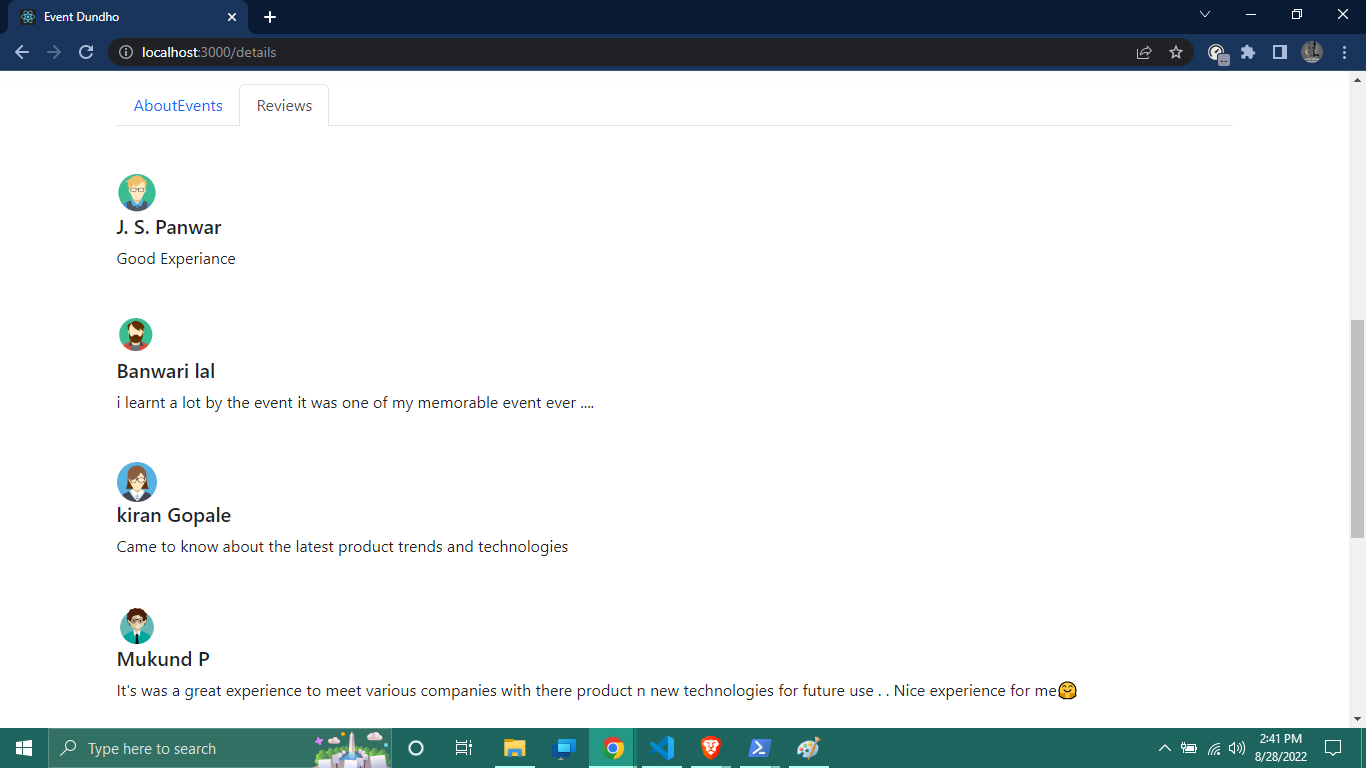 Event Dundho
localhost:3000/details
AboutEvents
Reviews
J. S. Panwar
Good Experiance
Banwari lal
i learnt a lot by the event it was one of my memorable event ever ....
kiran Gopale
Came to know about the latest product trends and technologies
Mukund P
It's was a great experience to meet various companies with there product n new technologies for future use . . Nice experience for me🤗
Type here to search
2:41 PM
8/28/2022